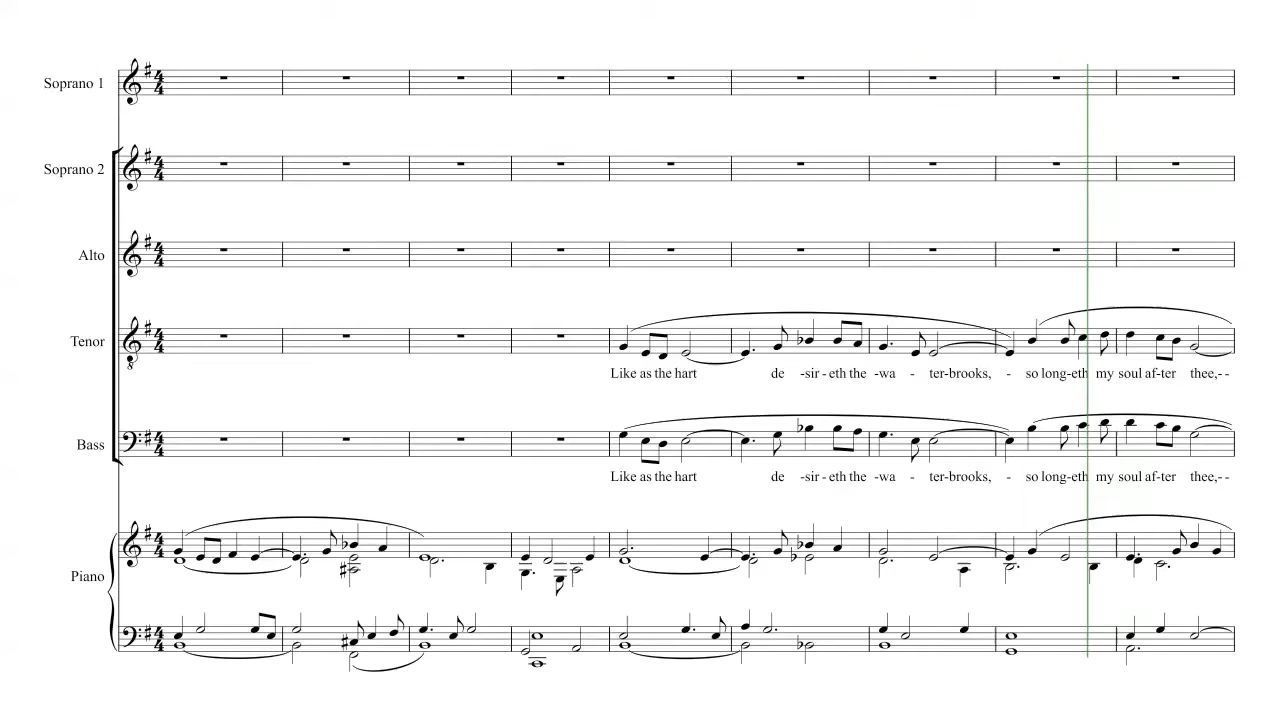 Soprano 1
Soprano 2
Alto
Tenor
Like as the hart de -sir - eth the -wa - ter-brooks, - so long-eth my soul af-ter thee,--
Bass
Like as the hart de -sir - eth the -wa - ter-brooks, - so long-eth my soul af-ter thee,--
Piano